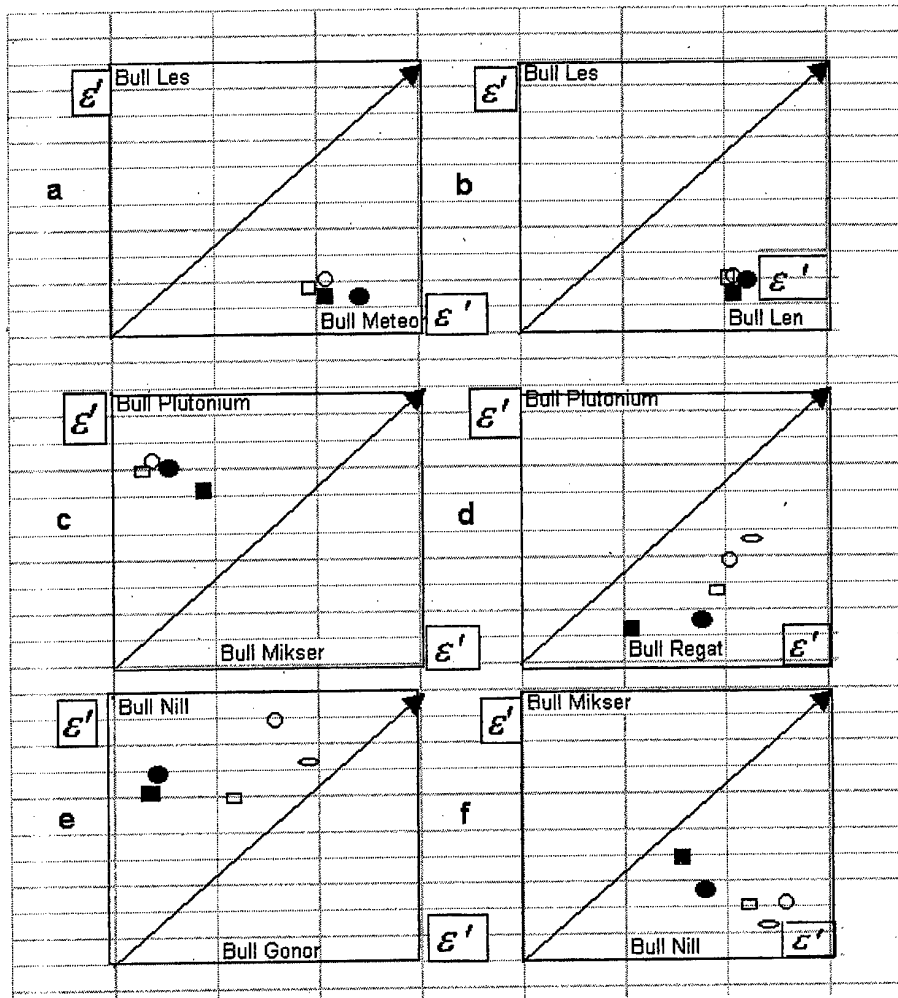 ε' Bull Les
a
Bull Meteo ε'
ε' Bull Les
b
ε'
Bull Len
ε' Bull Plutonium
c
Bull Mikser ε'
ε' Bull Plutonium
d
Bull Regat ε'
ε' Bull Nill
e
Bull Gonor ε'
ε' Bull Mikser
f
Bull Nill ε'